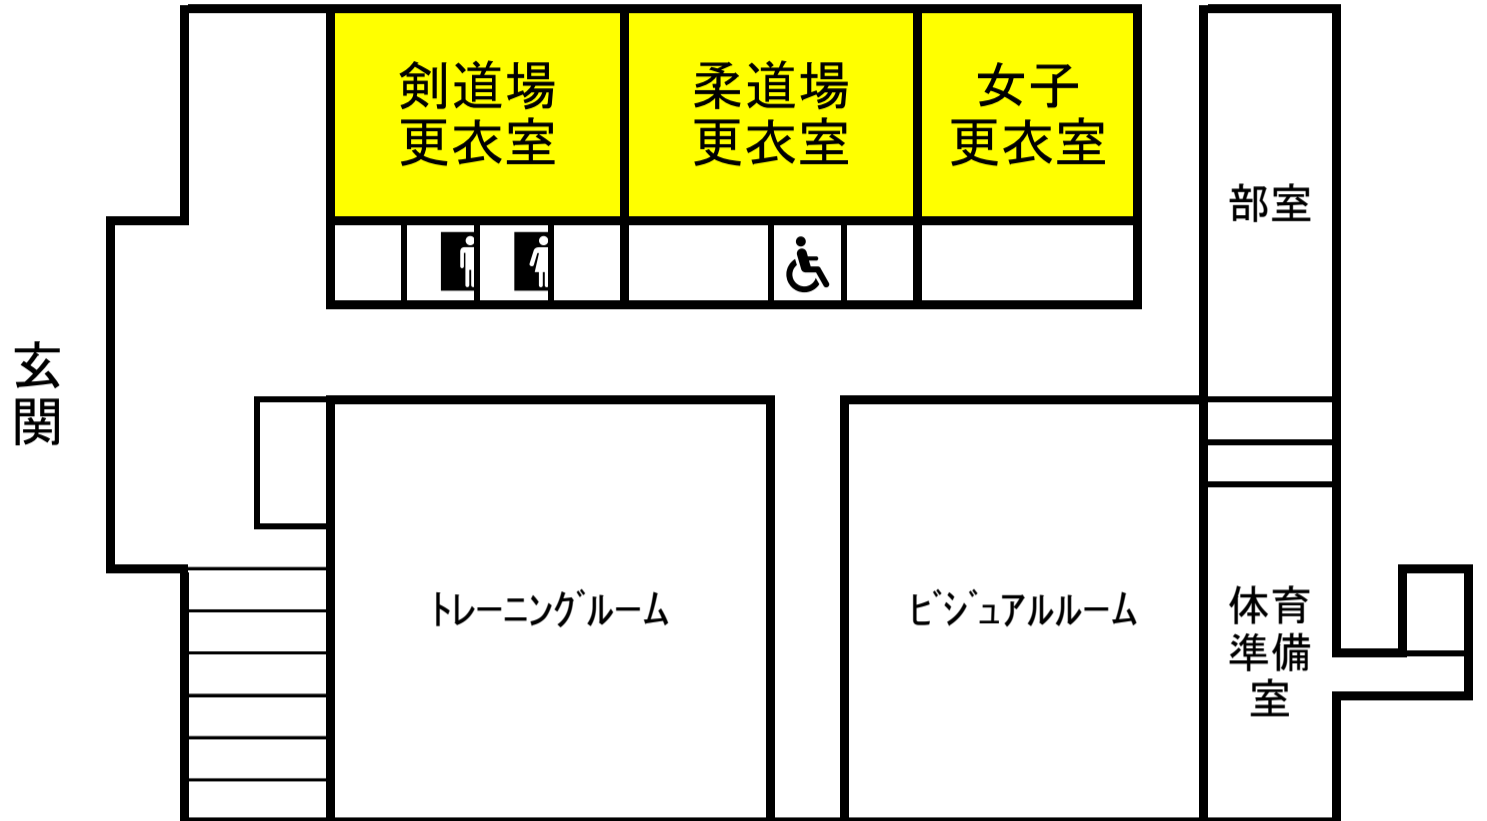 剣道場
更衣室
柔道場
更衣室
女子
更衣室
部室
玄
関
ﾄﾚｰﾆﾝｸﾞﾙｰﾑ
ﾋﾞｼﾞｭｱﾙﾙｰﾑ
体育
準備
室